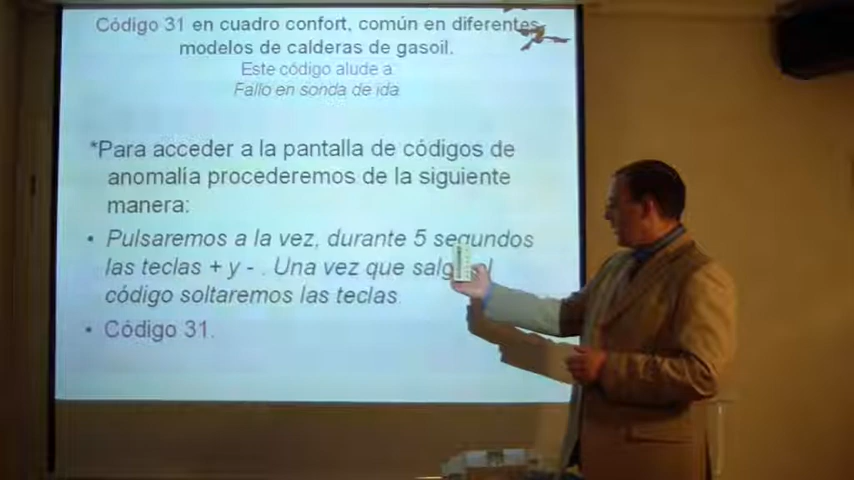 Código 31 en cuadro confort, común en diferentes
modelos de calderas de gasoil.
Este código alude a
Fallo en sonda de ida
*Para acceder a la pantalla de códigos de
anomalía procederemos de la siguiente
manera:
• Pulsaremos a la vez, durante 5 segundos
las teclas + y - . Una vez que
código soltaremos las teclas.
• Código 31.